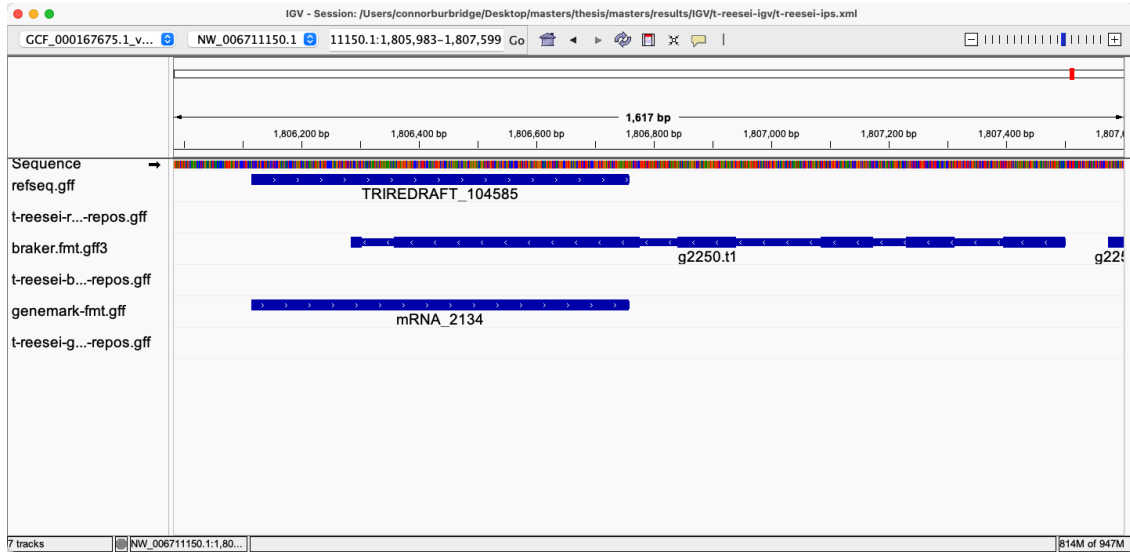 IGV - Session: /Users/connorburbridge/Desktop/masters/thesis/masters/results/IGV/t-reesei-igv/t-reesei-ips.xml
GCF_000167675.1_v... NW_006711150.1 11150.1:1,805,983–1,807,599 Go
1,617 bp
1,806,200 bp 1,806,400 bp 1,806,600 bp 1,806,800 bp 1,807,000 bp 1,807,200 bp 1,807,400 bp 1,807,6
Sequence
refseq.gff
TRIREDRAFT_104585
t-reesei-r...-repos.gff
braker.fmt.gff3
g2250.t1 g225
t-reesei-b...-repos.gff
genemark-fmt.gff
mRNA_2134
t-reesei-g...-repos.gff
7 tracks NW_006711150.1:1,80... 814M of 947M